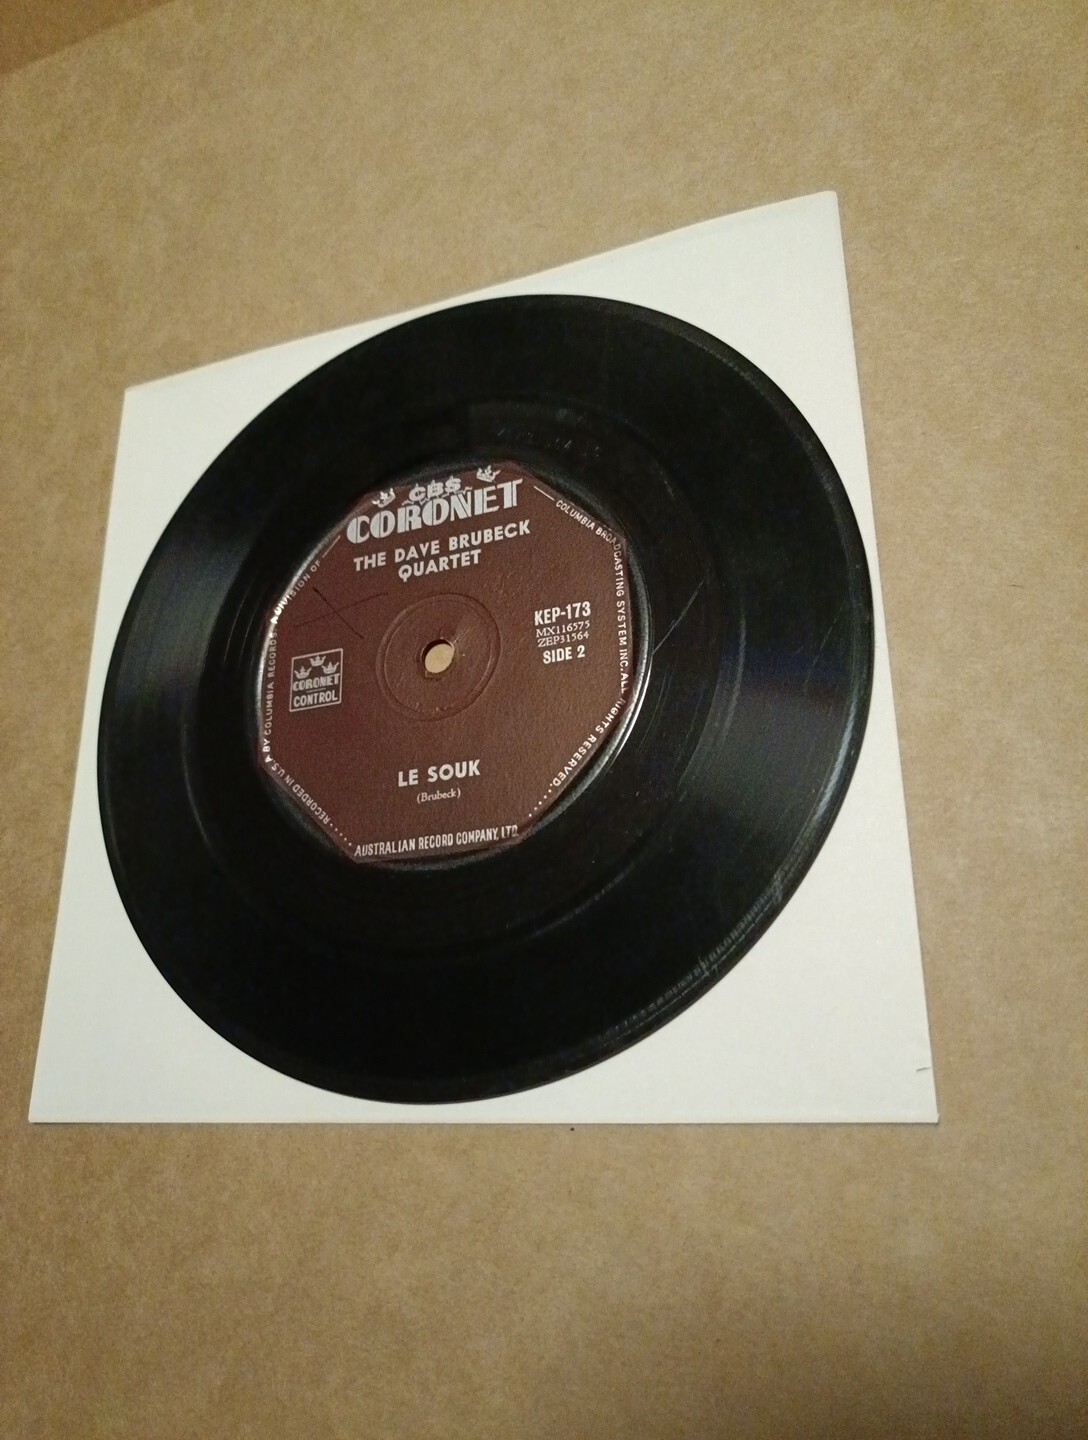 CBS
CORONET
THE DAVE BRUBECK
QUARTET
KEP-173
MX116575
ZEP31564
SIDE 2
CORONET
CONTROL
LE SOUK
(Brubeck)
AUSTRALIAN RECORD COMPANY, LTD.
RECORDED IN U.S.A. BY COLUMBIA RECORDS. A DIVISION OF
COLUMBIA BROADCASTING SYSTEM INC. ALL RIGHTS RESERVED.